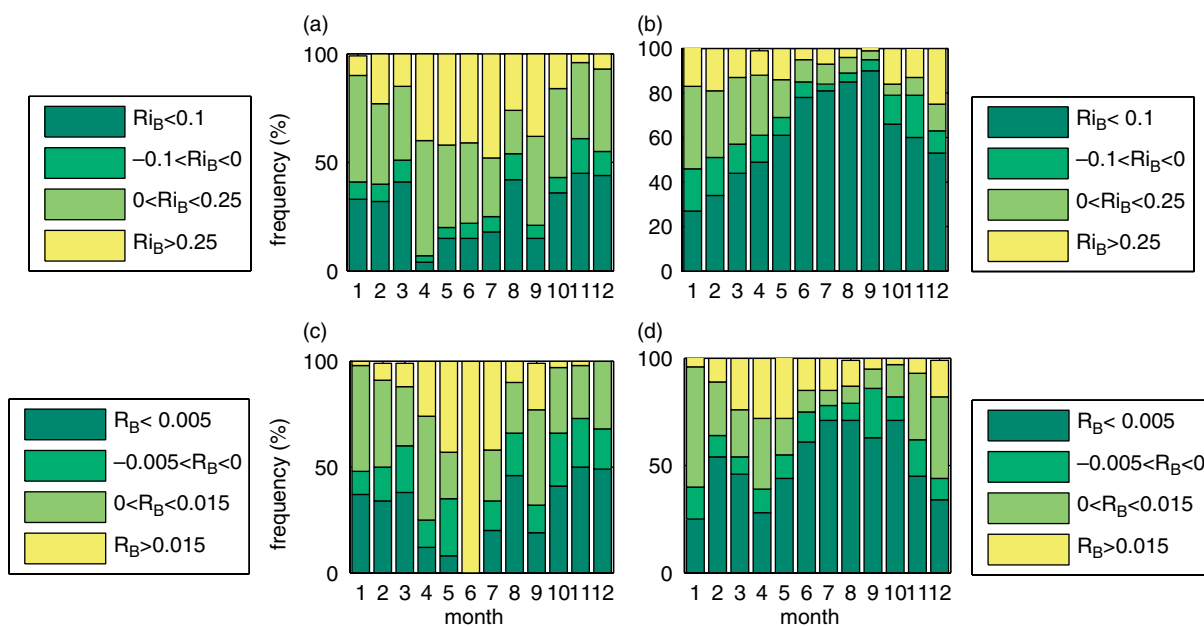 (a)
(b)
Ri_B<0.1
−0.1<Ri_B<0
0<Ri_B<0.25
Ri_B>0.25
frequency (%)
100
50
0
1 2 3 4 5 6 7 8 9 10 11 12
100
80
60
40
20
0
1 2 3 4 5 6 7 8 9 10 11 12
Ri_B< 0.1
−0.1<Ri_B<0
0<Ri_B<0.25
Ri_B>0.25
(c)
(d)
R_B< 0.005
−0.005<R_B<0
0<R_B<0.015
R_B>0.015
frequency (%)
100
50
0
1 2 3 4 5 6 7 8 9 10 11 12
month
100
50
0
1 2 3 4 5 6 7 8 9 10 11 12
month
R_B< 0.005
−0.005<R_B<0
0<R_B<0.015
R_B>0.015